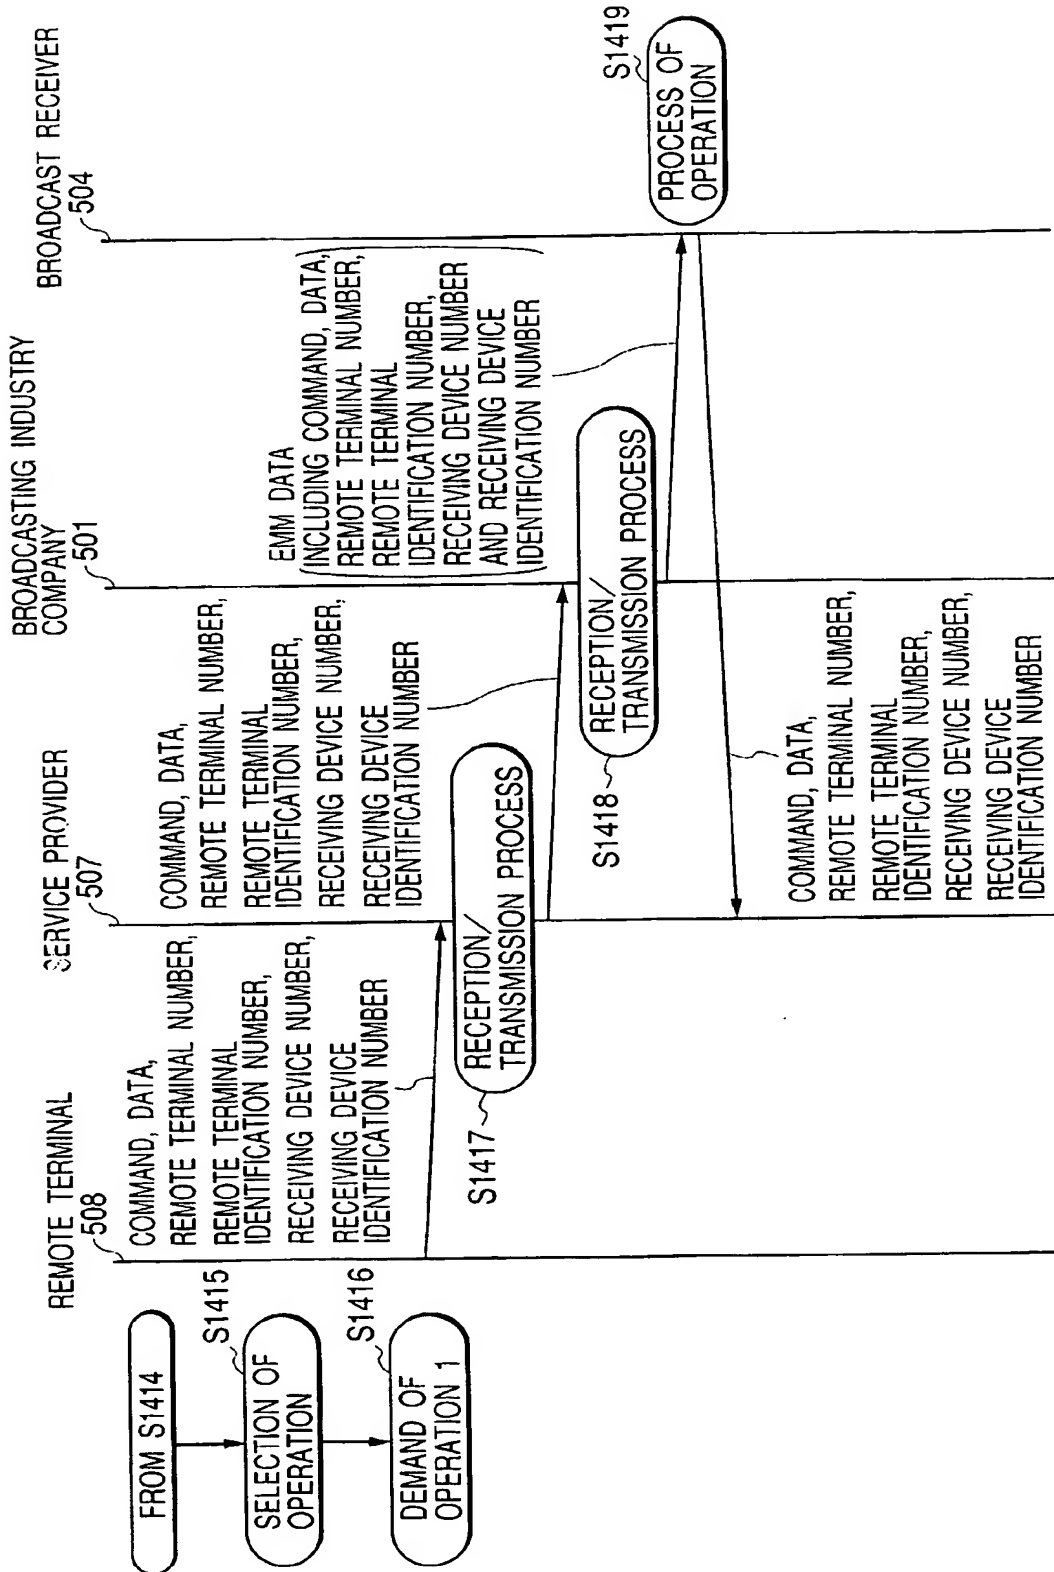 REMOTE TERMINAL
508
SERVICE PROVIDER
507
BROADCASTING INDUSTRY
COMPANY
501
BROADCAST RECEIVER
504
FROM S1414
S1415
SELECTION OF
OPERATION
S1416
DEMAND OF
OPERATION 1
COMMAND, DATA,
REMOTE TERMINAL NUMBER,
REMOTE TERMINAL
IDENTIFICATION NUMBER,
RECEIVING DEVICE NUMBER,
RECEIVING DEVICE
IDENTIFICATION NUMBER
S1417
RECEPTION/
TRANSMISSION PROCESS
COMMAND, DATA,
REMOTE TERMINAL NUMBER,
REMOTE TERMINAL
IDENTIFICATION NUMBER,
RECEIVING DEVICE NUMBER,
RECEIVING DEVICE
IDENTIFICATION NUMBER
S1418
RECEPTION/
TRANSMISSION PROCESS
EMM DATA
INCLUDING COMMAND, DATA,
REMOTE TERMINAL NUMBER,
REMOTE TERMINAL
IDENTIFICATION NUMBER,
RECEIVING DEVICE NUMBER
AND RECEIVING DEVICE
IDENTIFICATION NUMBER
S1419
PROCESS OF
OPERATION
COMMAND, DATA,
REMOTE TERMINAL NUMBER,
REMOTE TERMINAL
IDENTIFICATION NUMBER,
RECEIVING DEVICE NUMBER,
RECEIVING DEVICE
IDENTIFICATION NUMBER